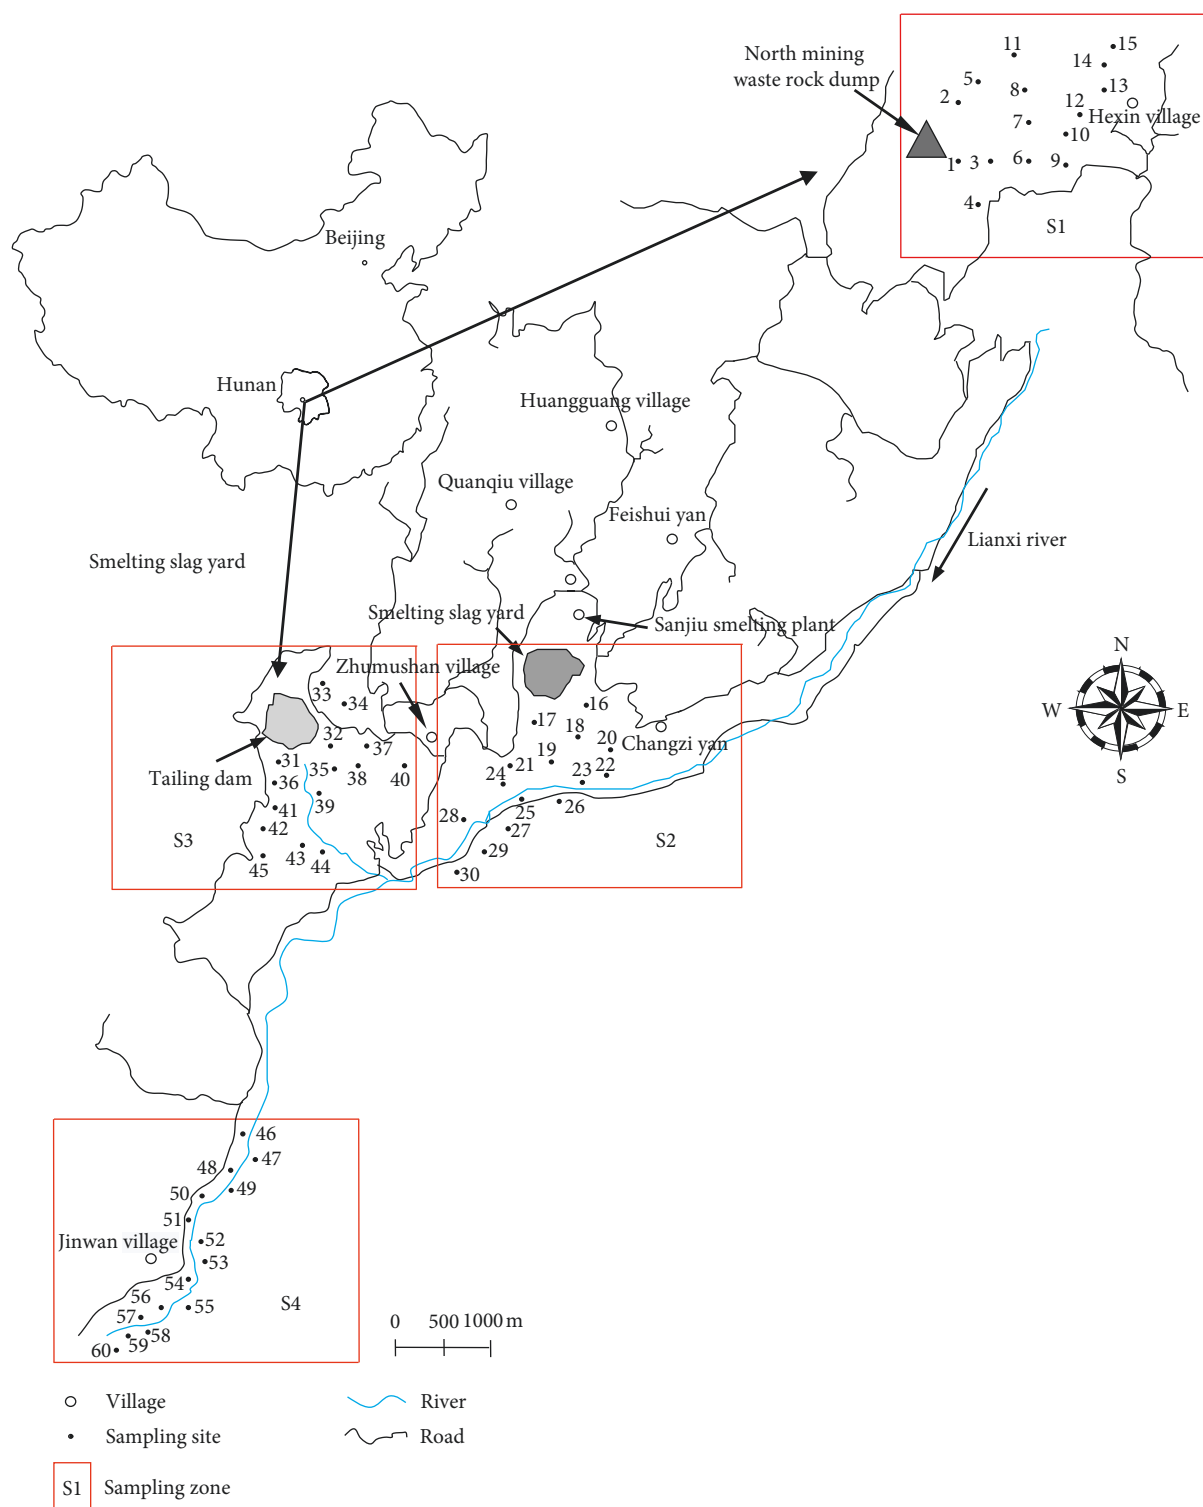 North mining
waste rock dump
11
15
14
5
8
13
2
12
Hexin village
7
10
1
3
6
9
4
S1
Beijing
Hunan
Huangguang village
Quanqiu village
Feishui yan
Lianxi river
Smelting slag yard
Smelting slag yard
Sanjiu smelting plant
Zhumushan village
N
W
E
S
33
34
16
17
18
32
37
20
Changzi yan
31
19
21
Tailing dam
36
35
38
40
24
23
22
39
41
25
26
28
42
27
S3
43
44
S2
45
29
30
46
47
48
49
50
51
52
Jinwan village
53
54
56
55
S4
57
58
59
60
0
500
1000 m
Village
River
Sampling site
Road
S1
Sampling zone